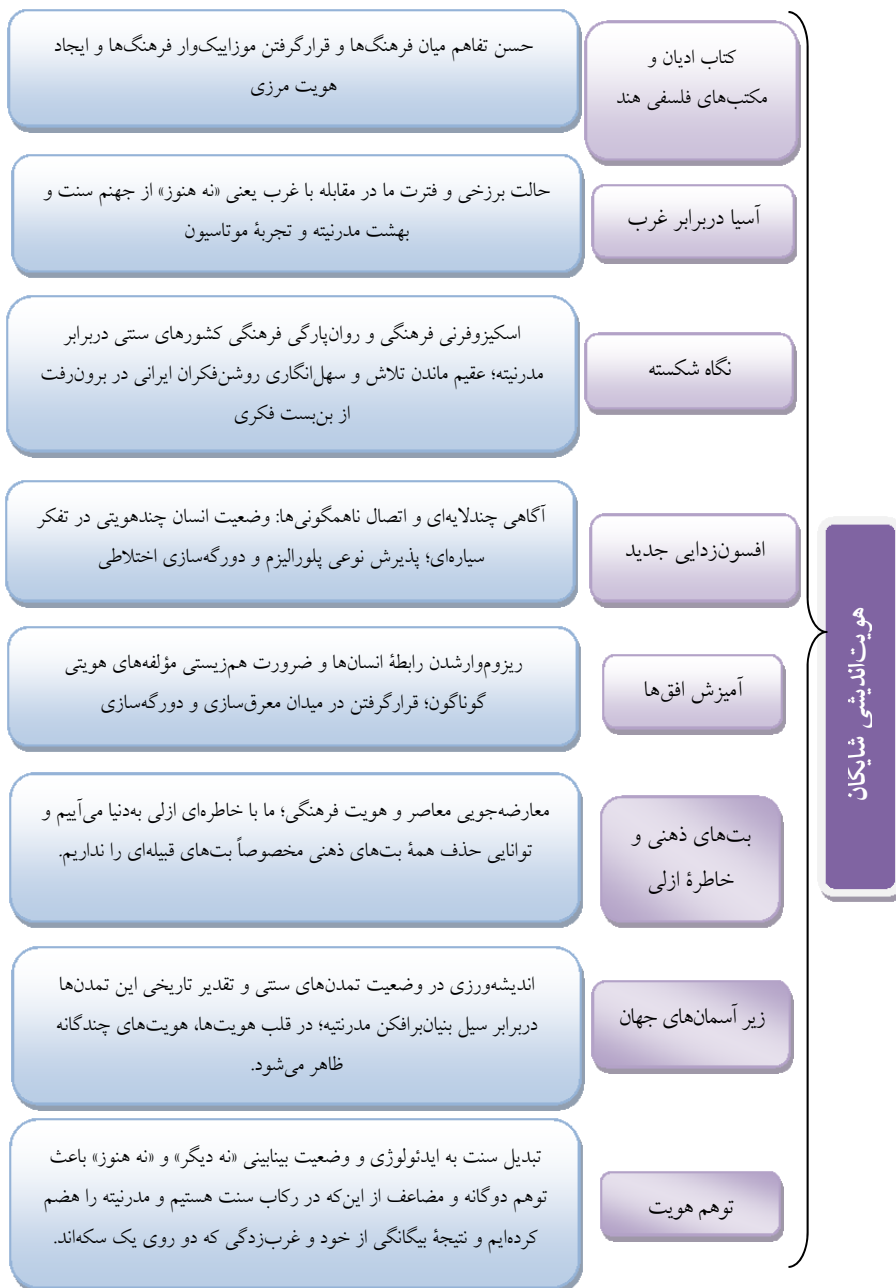 هویت‌اندیشی شایگان
کتاب ادیان و
مکتب‌های فلسفی هند
حسن تفاهم میان فرهنگ‌ها و قرارگرفتن موزاییک‌وار فرهنگ‌ها و ایجاد
هویت مرزی
آسیا دربرابر غرب
حالت برزخی و فترت ما در مقابله با غرب یعنی «نه هنوز» از جهنم سنت و
بهشت مدرنیته و تجربهٔ موتاسیون
نگاه شکسته
اسکیزوفرنی فرهنگی و روان‌پارگی فرهنگی کشورهای سنتی دربرابر
مدرنیته؛ عقیم ماندن تلاش و سهل‌انگاری روشن‌فکران ایرانی در برون‌رفت
از بن‌بست فکری
افسون‌زدایی جدید
آگاهی چندلایه‌ای و اتصال ناهمگونی‌ها: وضعیت انسان چندهویتی در تفکر
سیاره‌ای؛ پذیرش نوعی پلورالیزم و دورگه‌سازی اختلاطی
آمیزش افق‌ها
ریزوم‌وارشدن رابطهٔ انسان‌ها و ضرورت هم‌زیستی مؤلفه‌های هویتی
گوناگون؛ قرارگرفتن در میدان معرق‌سازی و دورگه‌سازی
بت‌های ذهنی و
خاطرهٔ ازلی
معارضه‌جویی معاصر و هویت فرهنگی؛ ما با خاطره‌ای ازلی به‌دنیا می‌آییم و
توانایی حذف همهٔ بت‌های ذهنی مخصوصاً بت‌های قبیله‌ای را نداریم.
زیر آسمان‌های جهان
اندیشه‌ورزی در وضعیت تمدن‌های سنتی و تقدیر تاریخی این تمدن‌ها
دربرابر سیل بنیان‌برافکن مدرنتیه؛ در قلب هویت‌ها، هویت‌های چندگانه
ظاهر می‌شود.
توهم هویت
تبدیل سنت به ایدئولوژی و وضعیت بینابینی «نه دیگر» و «نه هنوز» باعث
توهم دوگانه و مضاعف از این‌که در رکاب سنت هستیم و مدرنیته را هضم
کرده‌ایم و نتیجهٔ بیگانگی از خود و غرب‌زدگی که دو روی یک سکه‌اند.